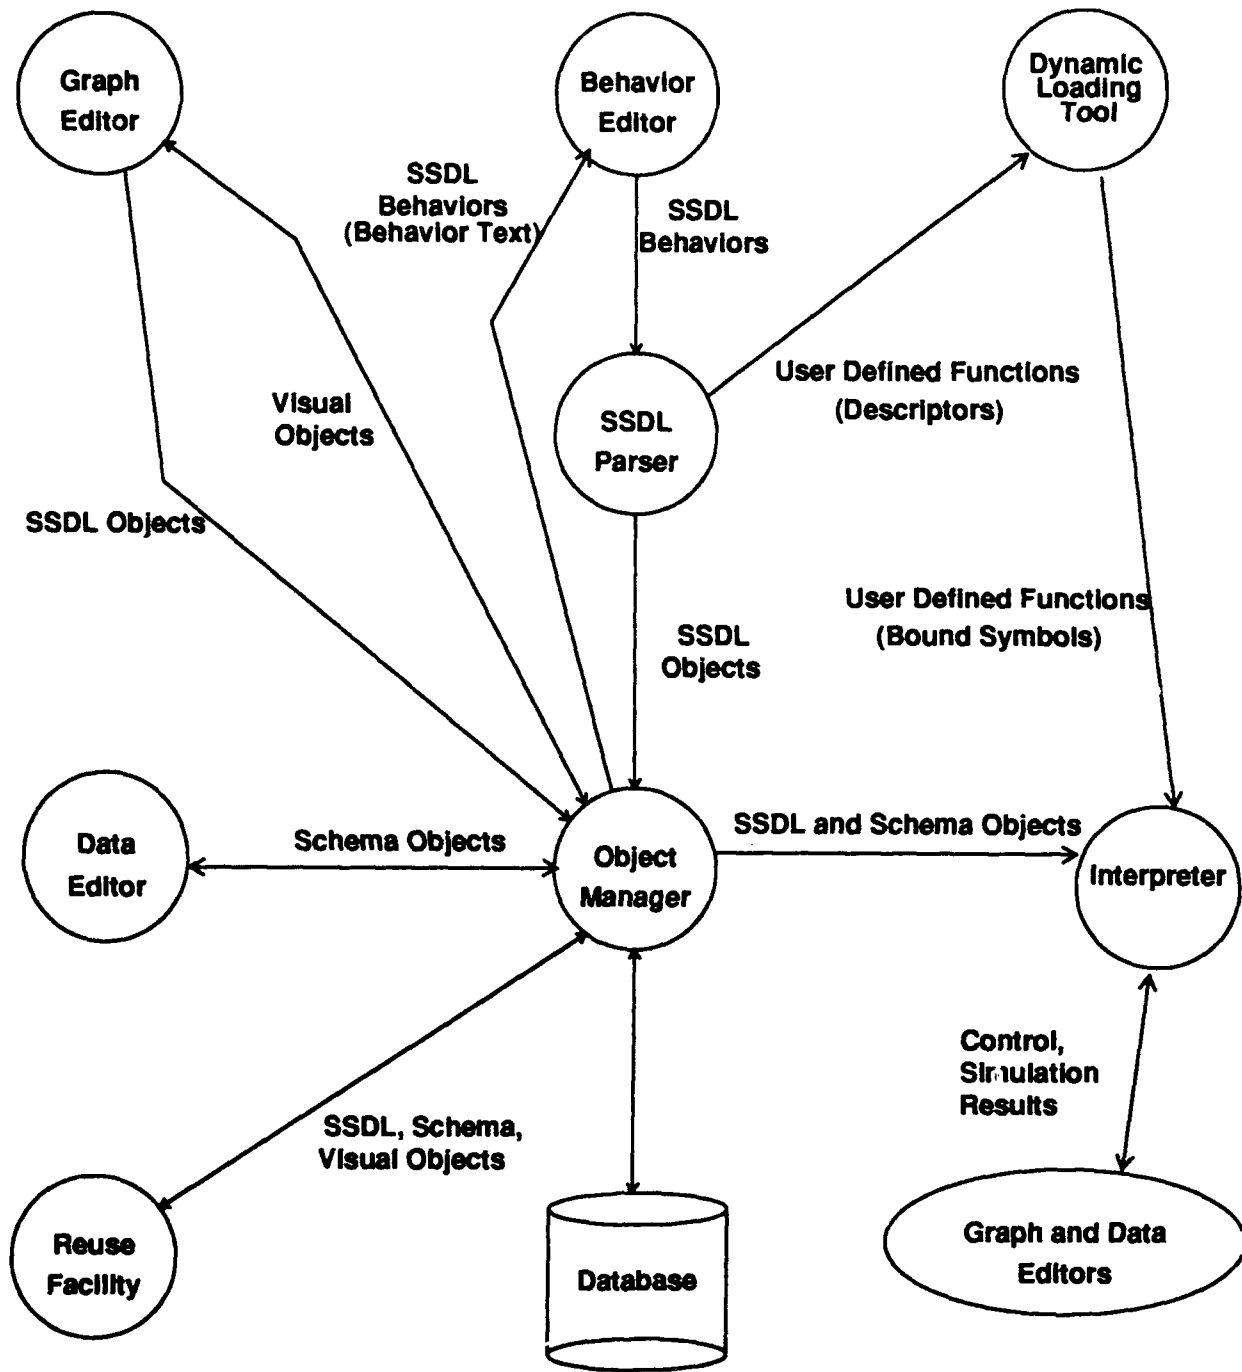 Graph
Editor
Behavior
Editor
Dynamic
Loading
Tool
SSDL
Behaviors
(Behavior Text)
SSDL
Behaviors
User Defined Functions
(Descriptors)
Visual
Objects
SSDL
Parser
SSDL Objects
User Defined Functions
(Bound Symbols)
SSDL
Objects
Data
Editor
Schema Objects
Object
Manager
SSDL and Schema Objects
Interpreter
Control,
Simulation
Results
SSDL, Schema,
Visual Objects
Reuse
Facility
Database
Graph and Data
Editors